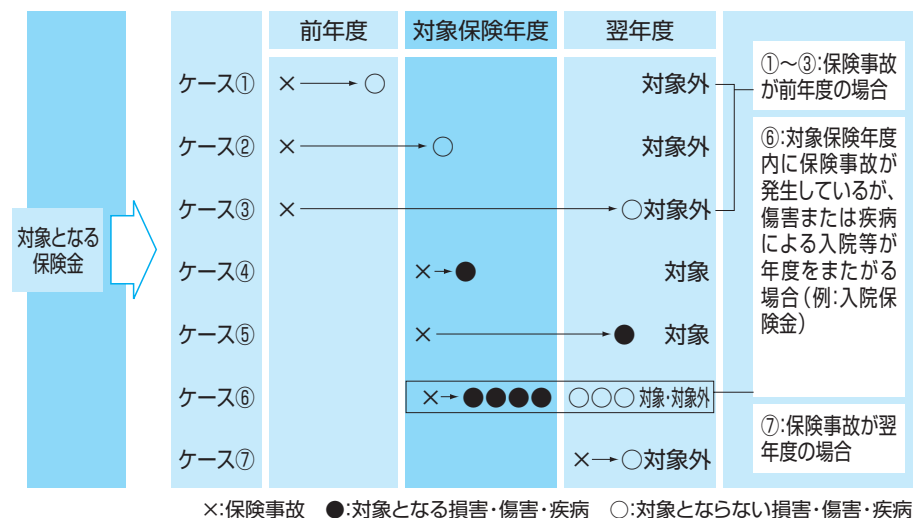 前年度 対象保険年度 翌年度
対象となる
保険金
ケース① ×→○ 対象外
ケース② ×→○ 対象外
ケース③ ×→○対象外
ケース④ ×→● 対象
ケース⑤ ×→● 対象
ケース⑥ ×→●●●● ○○○ 対象・対象外
ケース⑦ ×→○対象外
①〜③:保険事故
が前年度の場合
⑥:対象保険年度
内に保険事故が
発生しているが、
傷害または疾病
による入院等が
年度をまたがる
場合(例:入院保
険金)
⑦:保険事故が翌
年度の場合
×:保険事故 ●:対象となる損害・傷害・疾病 ○:対象とならない損害・傷害・疾病